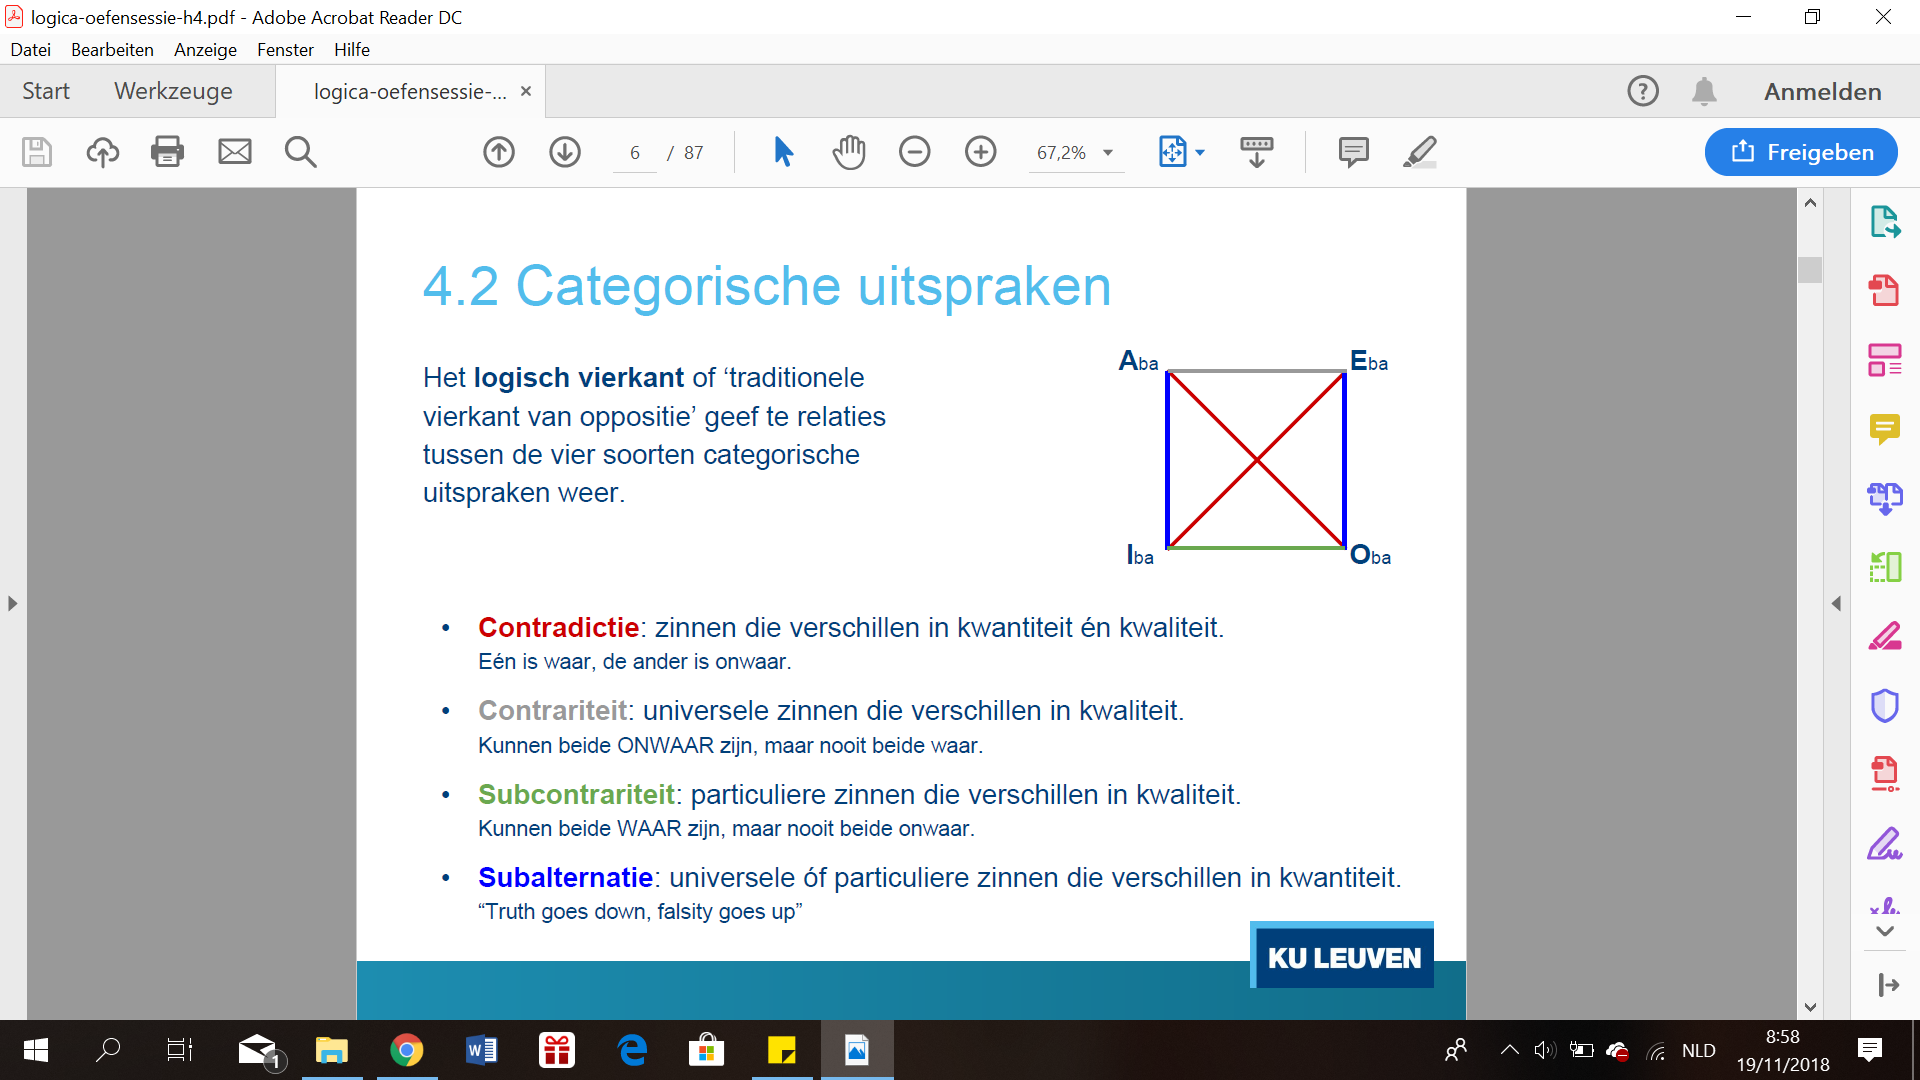 logica-oefensessie-h4.pdf - Adobe Acrobat Reader DC
Datei Bearbeiten Anzeige Fenster Hilfe
Start Werkzeuge logica-oefensessie-... × Anmelden
6 / 87 67,2% Freigeben
4.2 Categorische uitspraken
Het logisch vierkant of ‘traditionele
vierkant van oppositie’ geef te relaties
tussen de vier soorten categorische
uitspraken weer.
Aba Eba
Iba Oba
• Contradictie: zinnen die verschillen in kwantiteit én kwaliteit.
Eén is waar, de ander is onwaar.
• Contrariteit: universele zinnen die verschillen in kwaliteit.
Kunnen beide ONWAAR zijn, maar nooit beide waar.
• Subcontrariteit: particuliere zinnen die verschillen in kwaliteit.
Kunnen beide WAAR zijn, maar nooit beide onwaar.
• Subalternatie: universele óf particuliere zinnen die verschillen in kwantiteit.
“Truth goes down, falsity goes up”
KU LEUVEN
1
NLD
8:58
19/11/2018